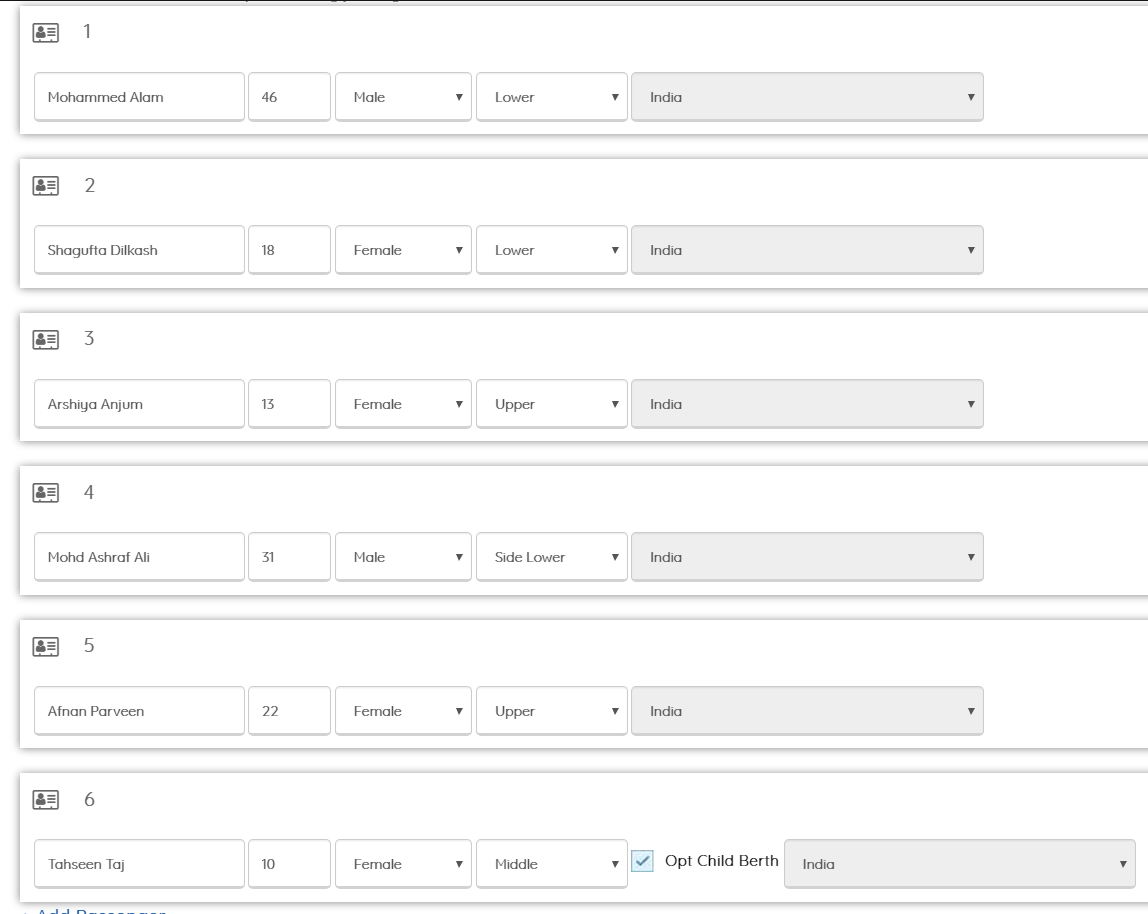 1
Mohammed Alam 46 Male Lower India
2
Shagufta Dilkash 18 Female Lower India
3
Arshiya Anjum 13 Female Upper India
4
Mohd Ashraf Ali 31 Male Side Lower India
5
Afnan Parveen 22 Female Upper India
6
Tahseen Taj 10 Female Middle Opt Child Berth India
Add Passenger